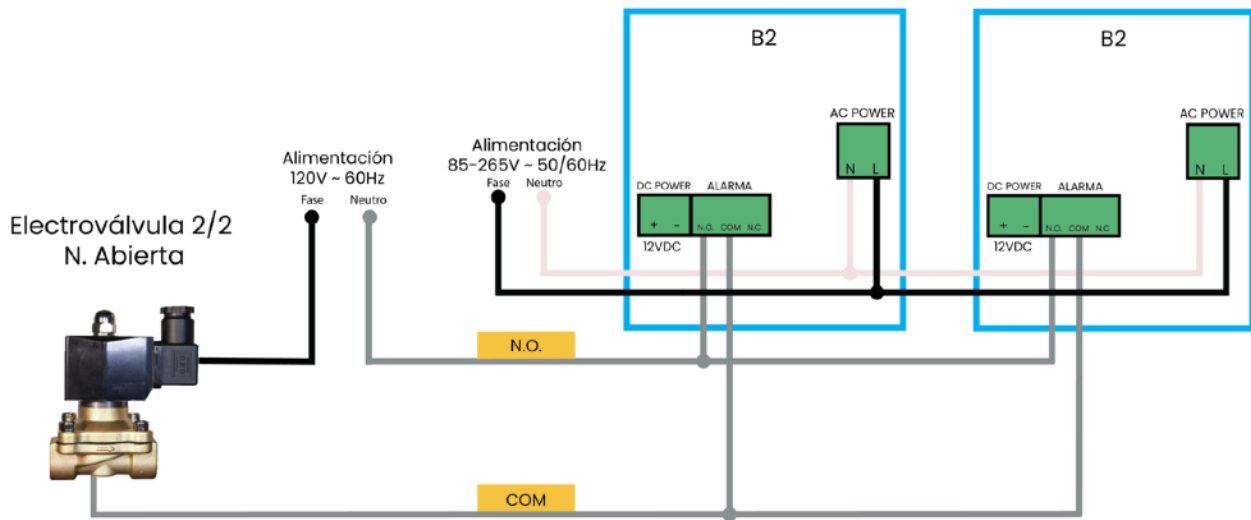 B2
B2
AC POWER
N L
AC POWER
N L
Alimentación
120V ~ 60Hz
Fase Neutro
Alimentación
85-265V ~ 50/60Hz
Fase Neutro
DC POWER ALARMA
+ - N.O. COM N.C
12VDC
DC POWER ALARMA
+ - N.O. COM N.C
12VDC
Electroválvula 2/2
N. Abierta
N.O.
COM